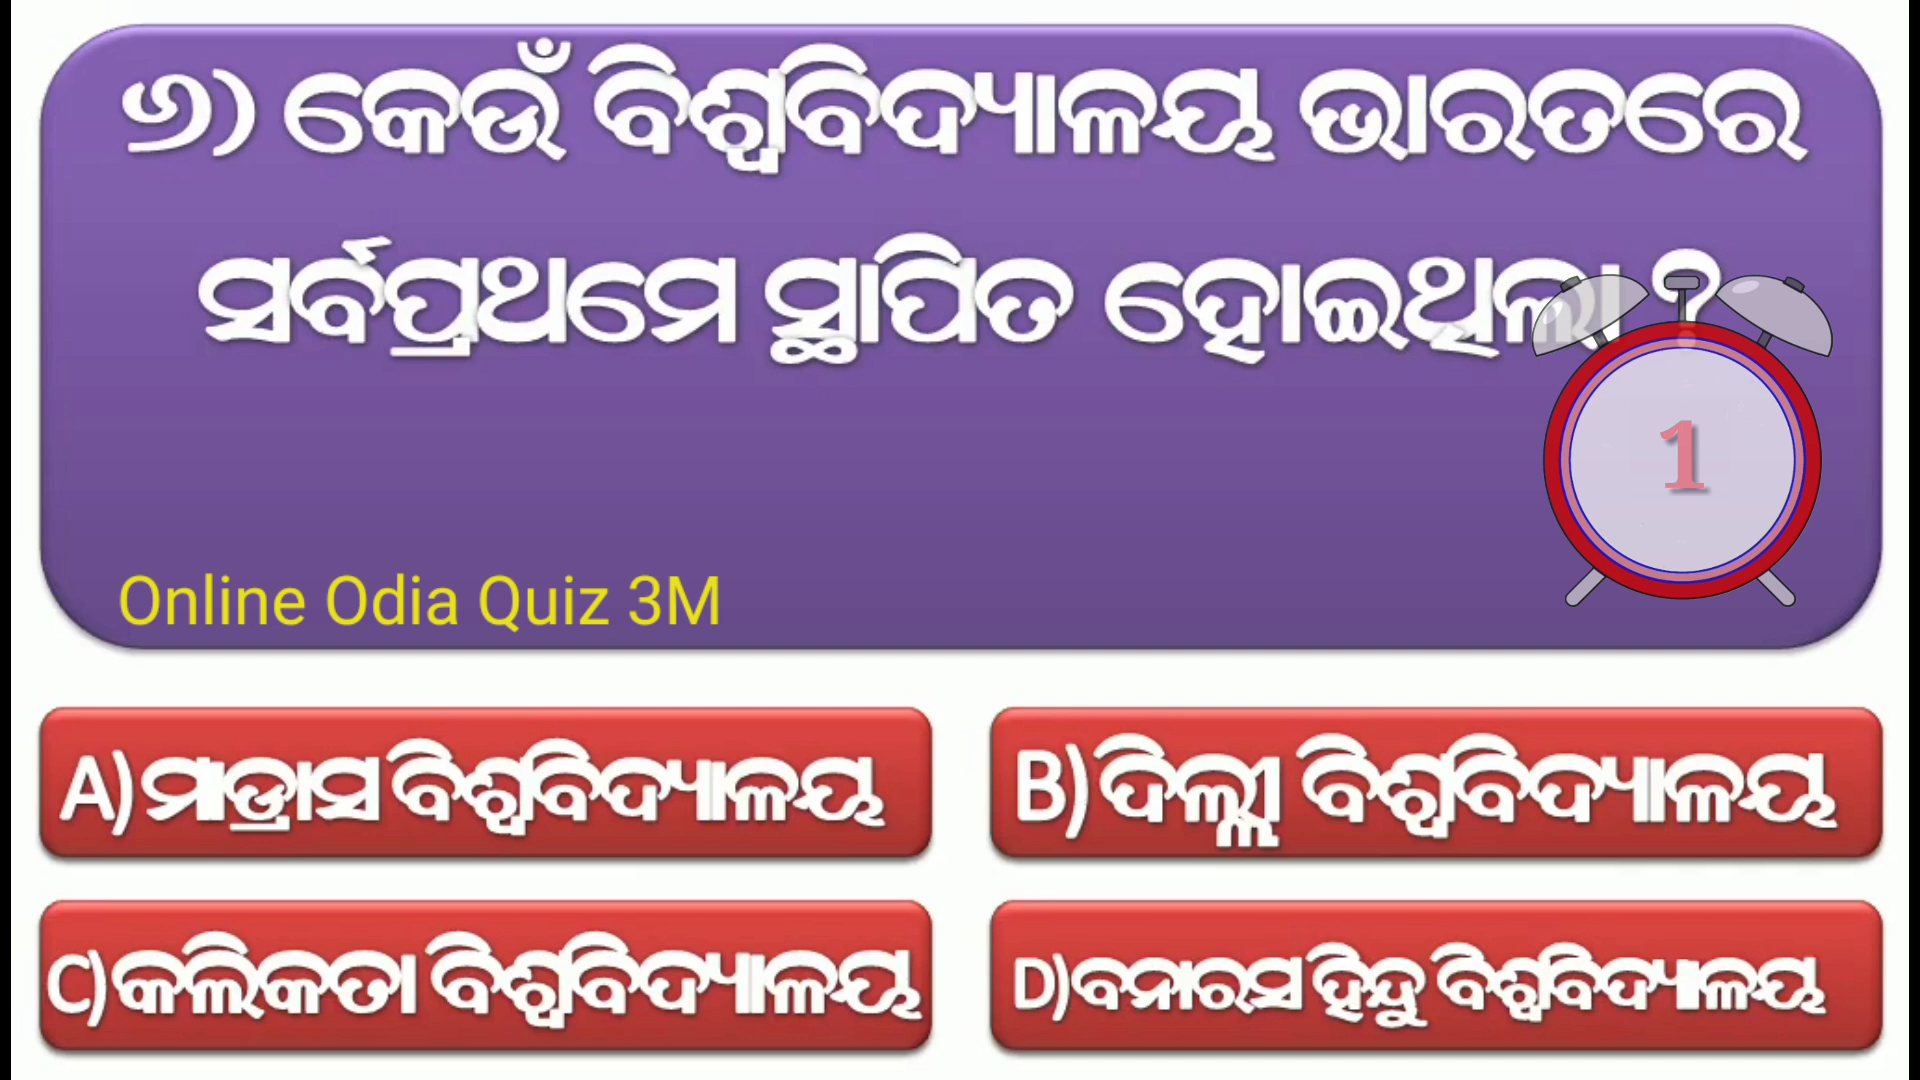 ୬) କେଉଁ ବିଶ୍ୱବିଦ୍ୟାଳୟ ଭାରତରେ
ସର୍ବପ୍ରଥମେ ସ୍ଥାପିତ ହୋଇଥିଲା ?
1
Online Odia Quiz 3M
A) ମାଡ୍ରାସ ବିଶ୍ୱବିଦ୍ୟାଳୟ
B) ଦିଲ୍ଲୀ ବିଶ୍ୱବିଦ୍ୟାଳୟ
C) କଲିକତା ବିଶ୍ୱବିଦ୍ୟାଳୟ
D) ବନାରସ ହିନ୍ଦୁ ବିଶ୍ୱବିଦ୍ୟାଳୟ